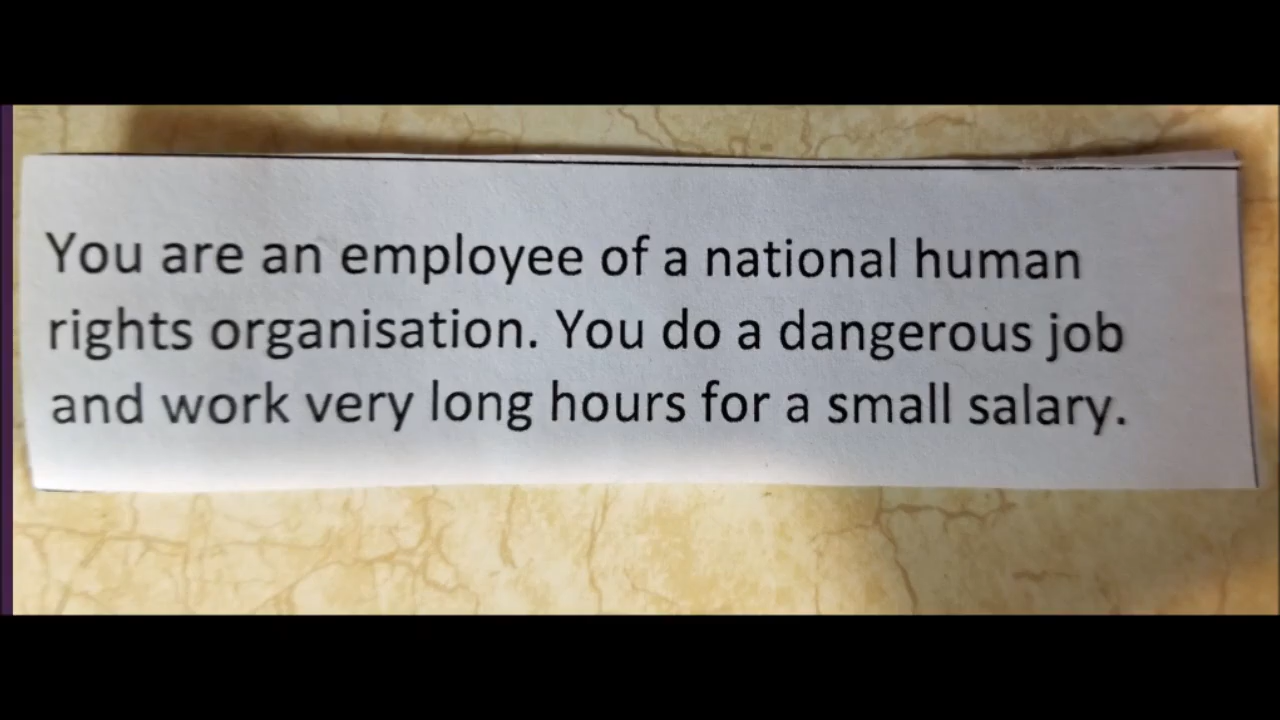 You are an employee of a national human
rights organisation. You do a dangerous job
and work very long hours for a small salary.